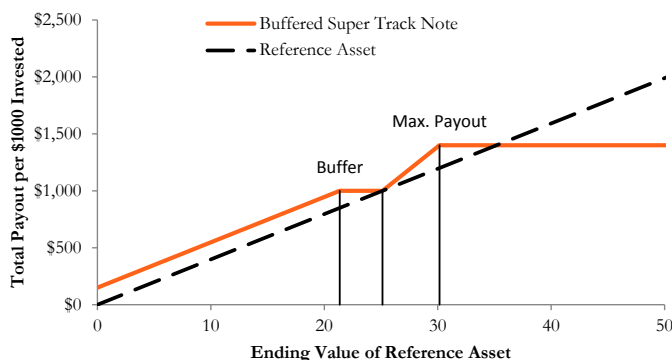 $2,500
$2,000
$1,500
$1,000
$500
$0
Total Payout per $1000 Invested
Buffered Super Track Note
Reference Asset
Max. Payout
Buffer
0 10 20 30 40 50
Ending Value of Reference Asset